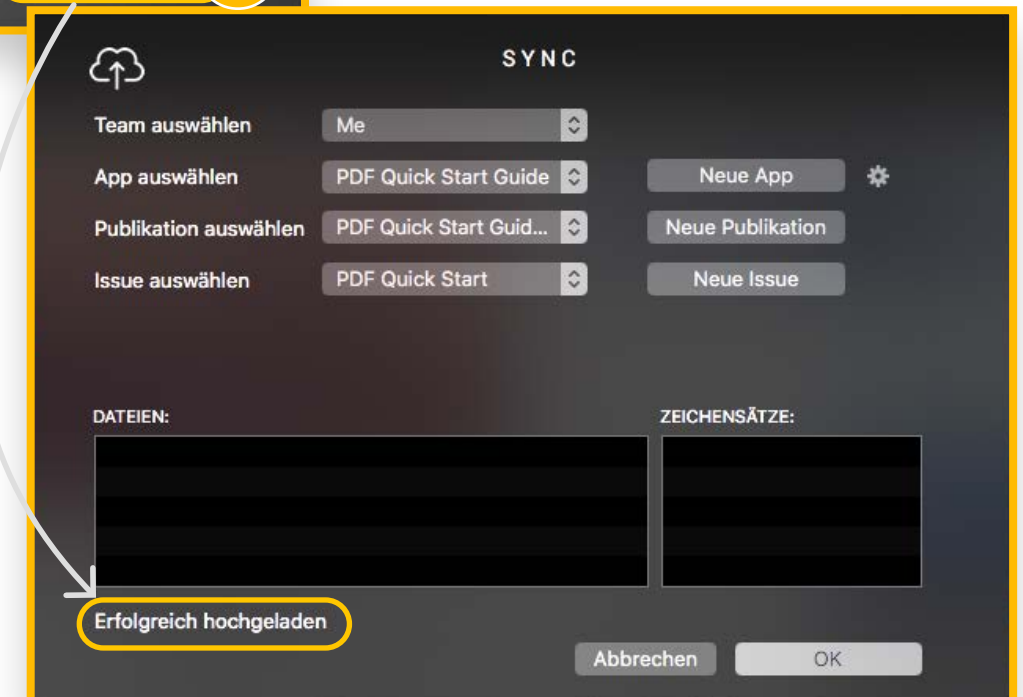 SYNC
Team auswählen Me
App auswählen PDF Quick Start Guide Neue App
Publikation auswählen PDF Quick Start Guid... Neue Publikation
Issue auswählen PDF Quick Start Neue Issue
DATEIEN: ZEICHENSÄTZE:
Erfolgreich hochgeladen
Abbrechen OK